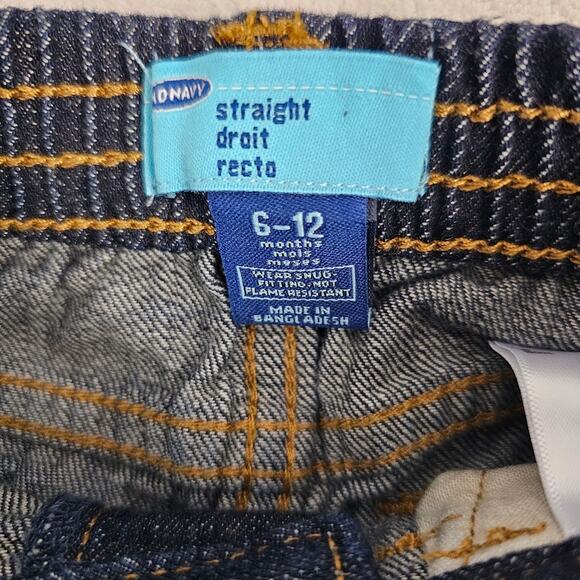 OLD NAVY
straight
droit
recto
6-12
months
mois
meses
WEAR SNUG-
FITTING, NOT
FLAME RESISTANT
MADE IN
BANGLADESH